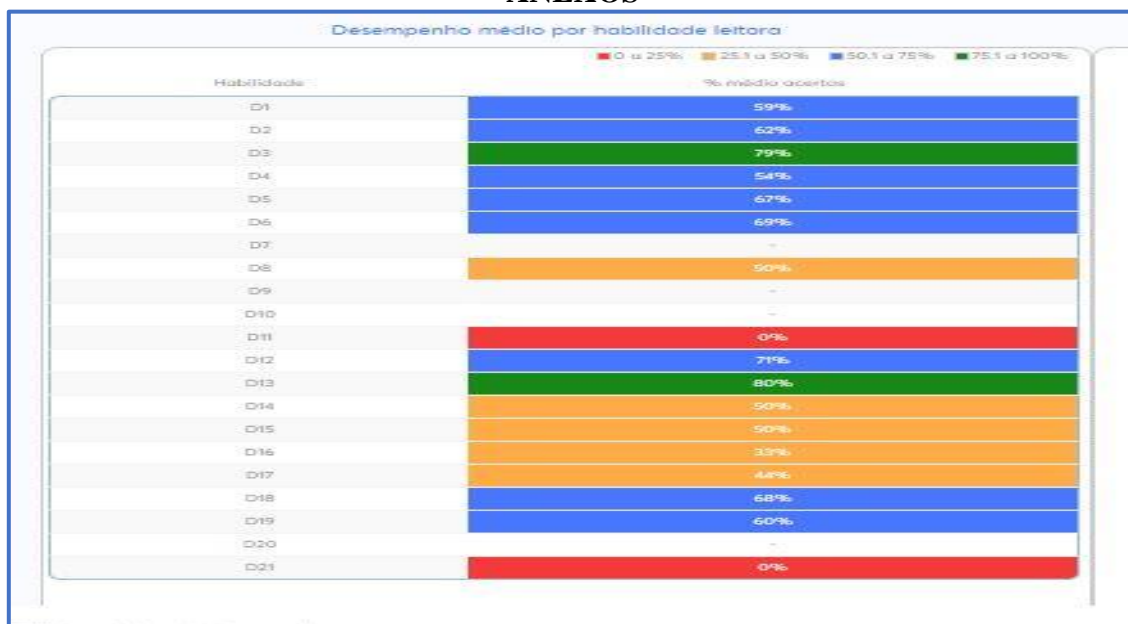 ANEXOS
Desempenho médio por habilidade leitora
0 a 25% 25.1 a 50% 50.1 a 75% 75.1 a 100%
Habilidade % médio acertos
D1 59%
D2 62%
D3 79%
D4 54%
D5 67%
D6 69%
D7 -
D8 50%
D9 -
D10 -
D11 0%
D12 71%
D13 80%
D14 50%
D15 50%
D16 33%
D17 44%
D18 68%
D19 60%
D20 -
D21 0%